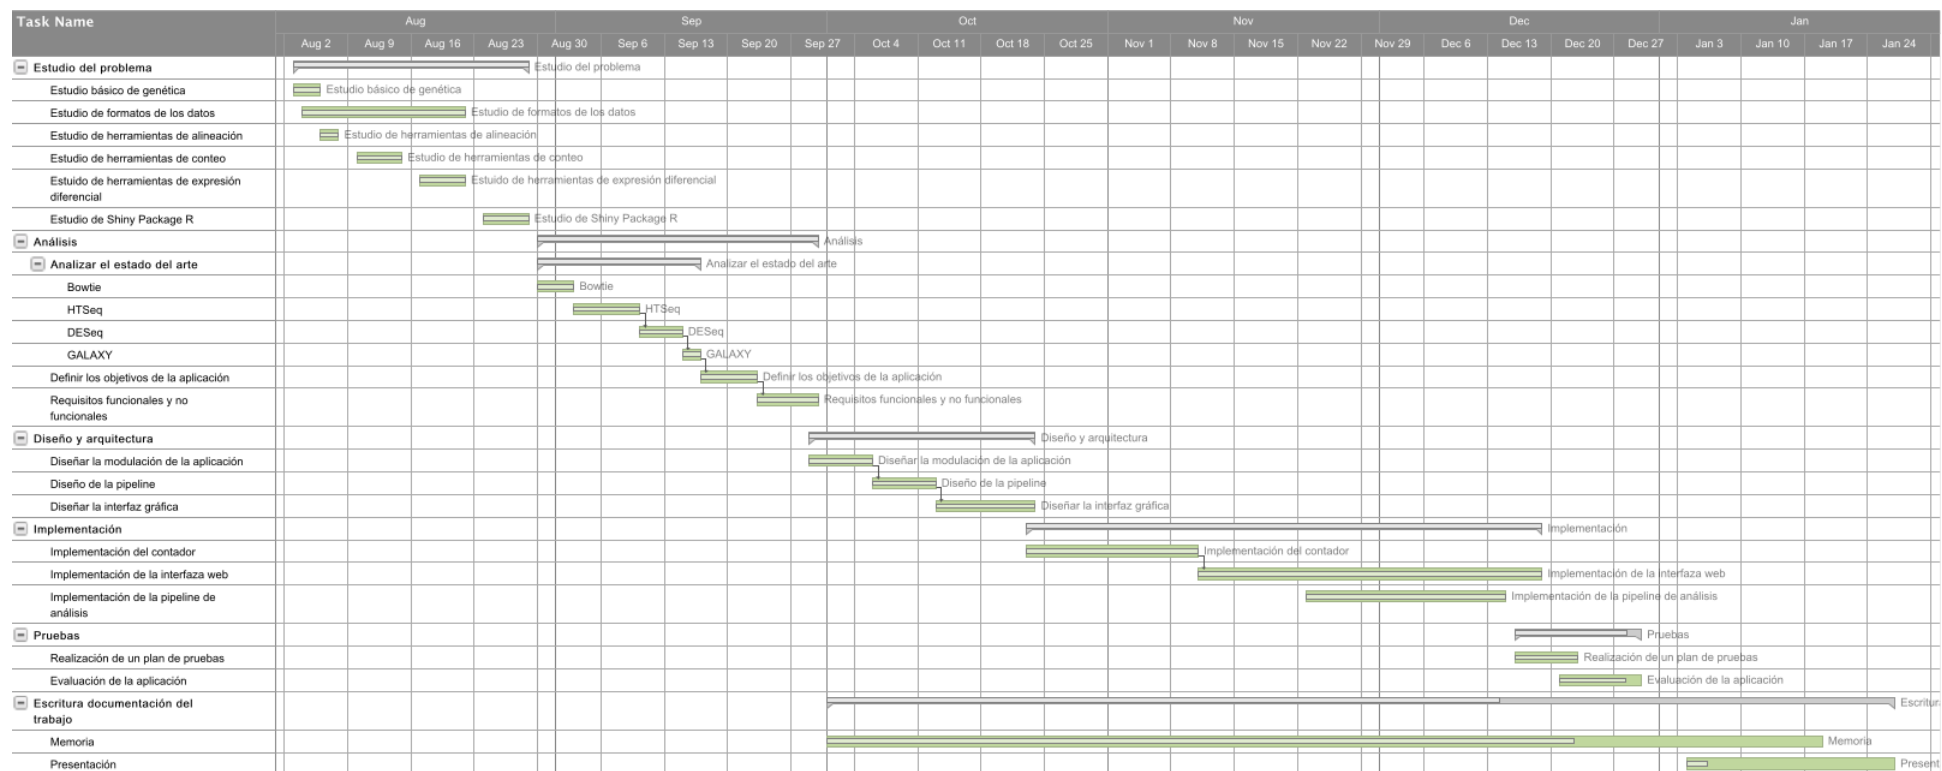 Task Name Aug Sep Oct Nov Dec Jan
Aug 2 Aug 9 Aug 16 Aug 23 Aug 30 Sep 6 Sep 13 Sep 20 Sep 27 Oct 4 Oct 11 Oct 18 Oct 25 Nov 1 Nov 8 Nov 15 Nov 22 Nov 29 Dec 6 Dec 13 Dec 20 Dec 27 Jan 3 Jan 10 Jan 17 Jan 24
Estudio del problema Estudio del problema
Estudio básico de genética Estudio básico de genética
Estudio de formatos de los datos Estudio de formatos de los datos
Estudio de herramientas de alineación Estudio de herramientas de alineación
Estudio de herramientas de conteo Estudio de herramientas de conteo
Estuido de herramientas de expresión Estuido de herramientas de expresión diferencial
diferencial
Estudio de Shiny Package R Estudio de Shiny Package R
Análisis Análisis
Analizar el estado del arte Analizar el estado del arte
Bowtie Bowtie
HTSeq HTSeq
DESeq DESeq
GALAXY GALAXY
Definir los objetivos de la aplicación Definir los objetivos de la aplicación
Requisitos funcionales y no Requisitos funcionales y no funcionales
funcionales
Diseño y arquitectura Diseño y arquitectura
Diseñar la modulación de la aplicación Diseñar la modulación de la aplicación
Diseño de la pipeline Diseño de la pipeline
Diseñar la interfaz gráfica Diseñar la interfaz gráfica
Implementación Implementación
Implementación del contador Implementación del contador
Implementación de la interfaza web Implementación de la interfaza web
Implementación de la pipeline de Implementación de la pipeline de análisis
análisis
Pruebas Pruebas
Realización de un plan de pruebas Realización de un plan de pruebas
Evaluación de la aplicación Evaluación de la aplicación
Escritura documentación del Escritur
trabajo
Memoria Memoria
Presentación Present